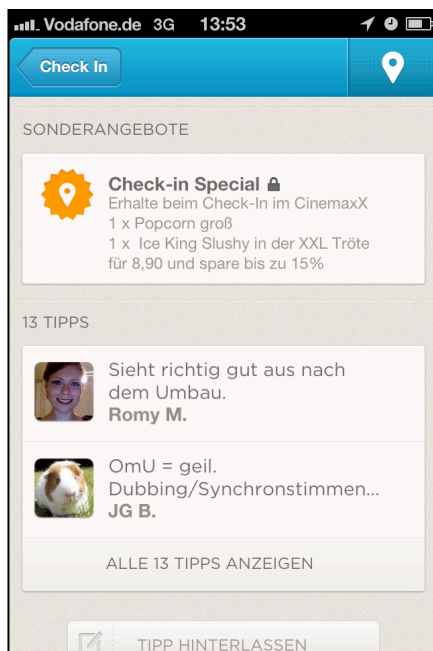 Vodafone.de 3G 13:53
Check In
SONDERANGEBOTE
Check-in Special
Erhalte beim Check-In im CinemaxX
1 x Popcorn groß
1 x Ice King Slushy in der XXL Tröte
für 8,90 und spare bis zu 15%
13 TIPPS
Sieht richtig gut aus nach
dem Umbau.
Romy M.
OmU = geil.
Dubbing/Synchronstimmen...
JG B.
ALLE 13 TIPPS ANZEIGEN
TIPP HINTERLASSEN